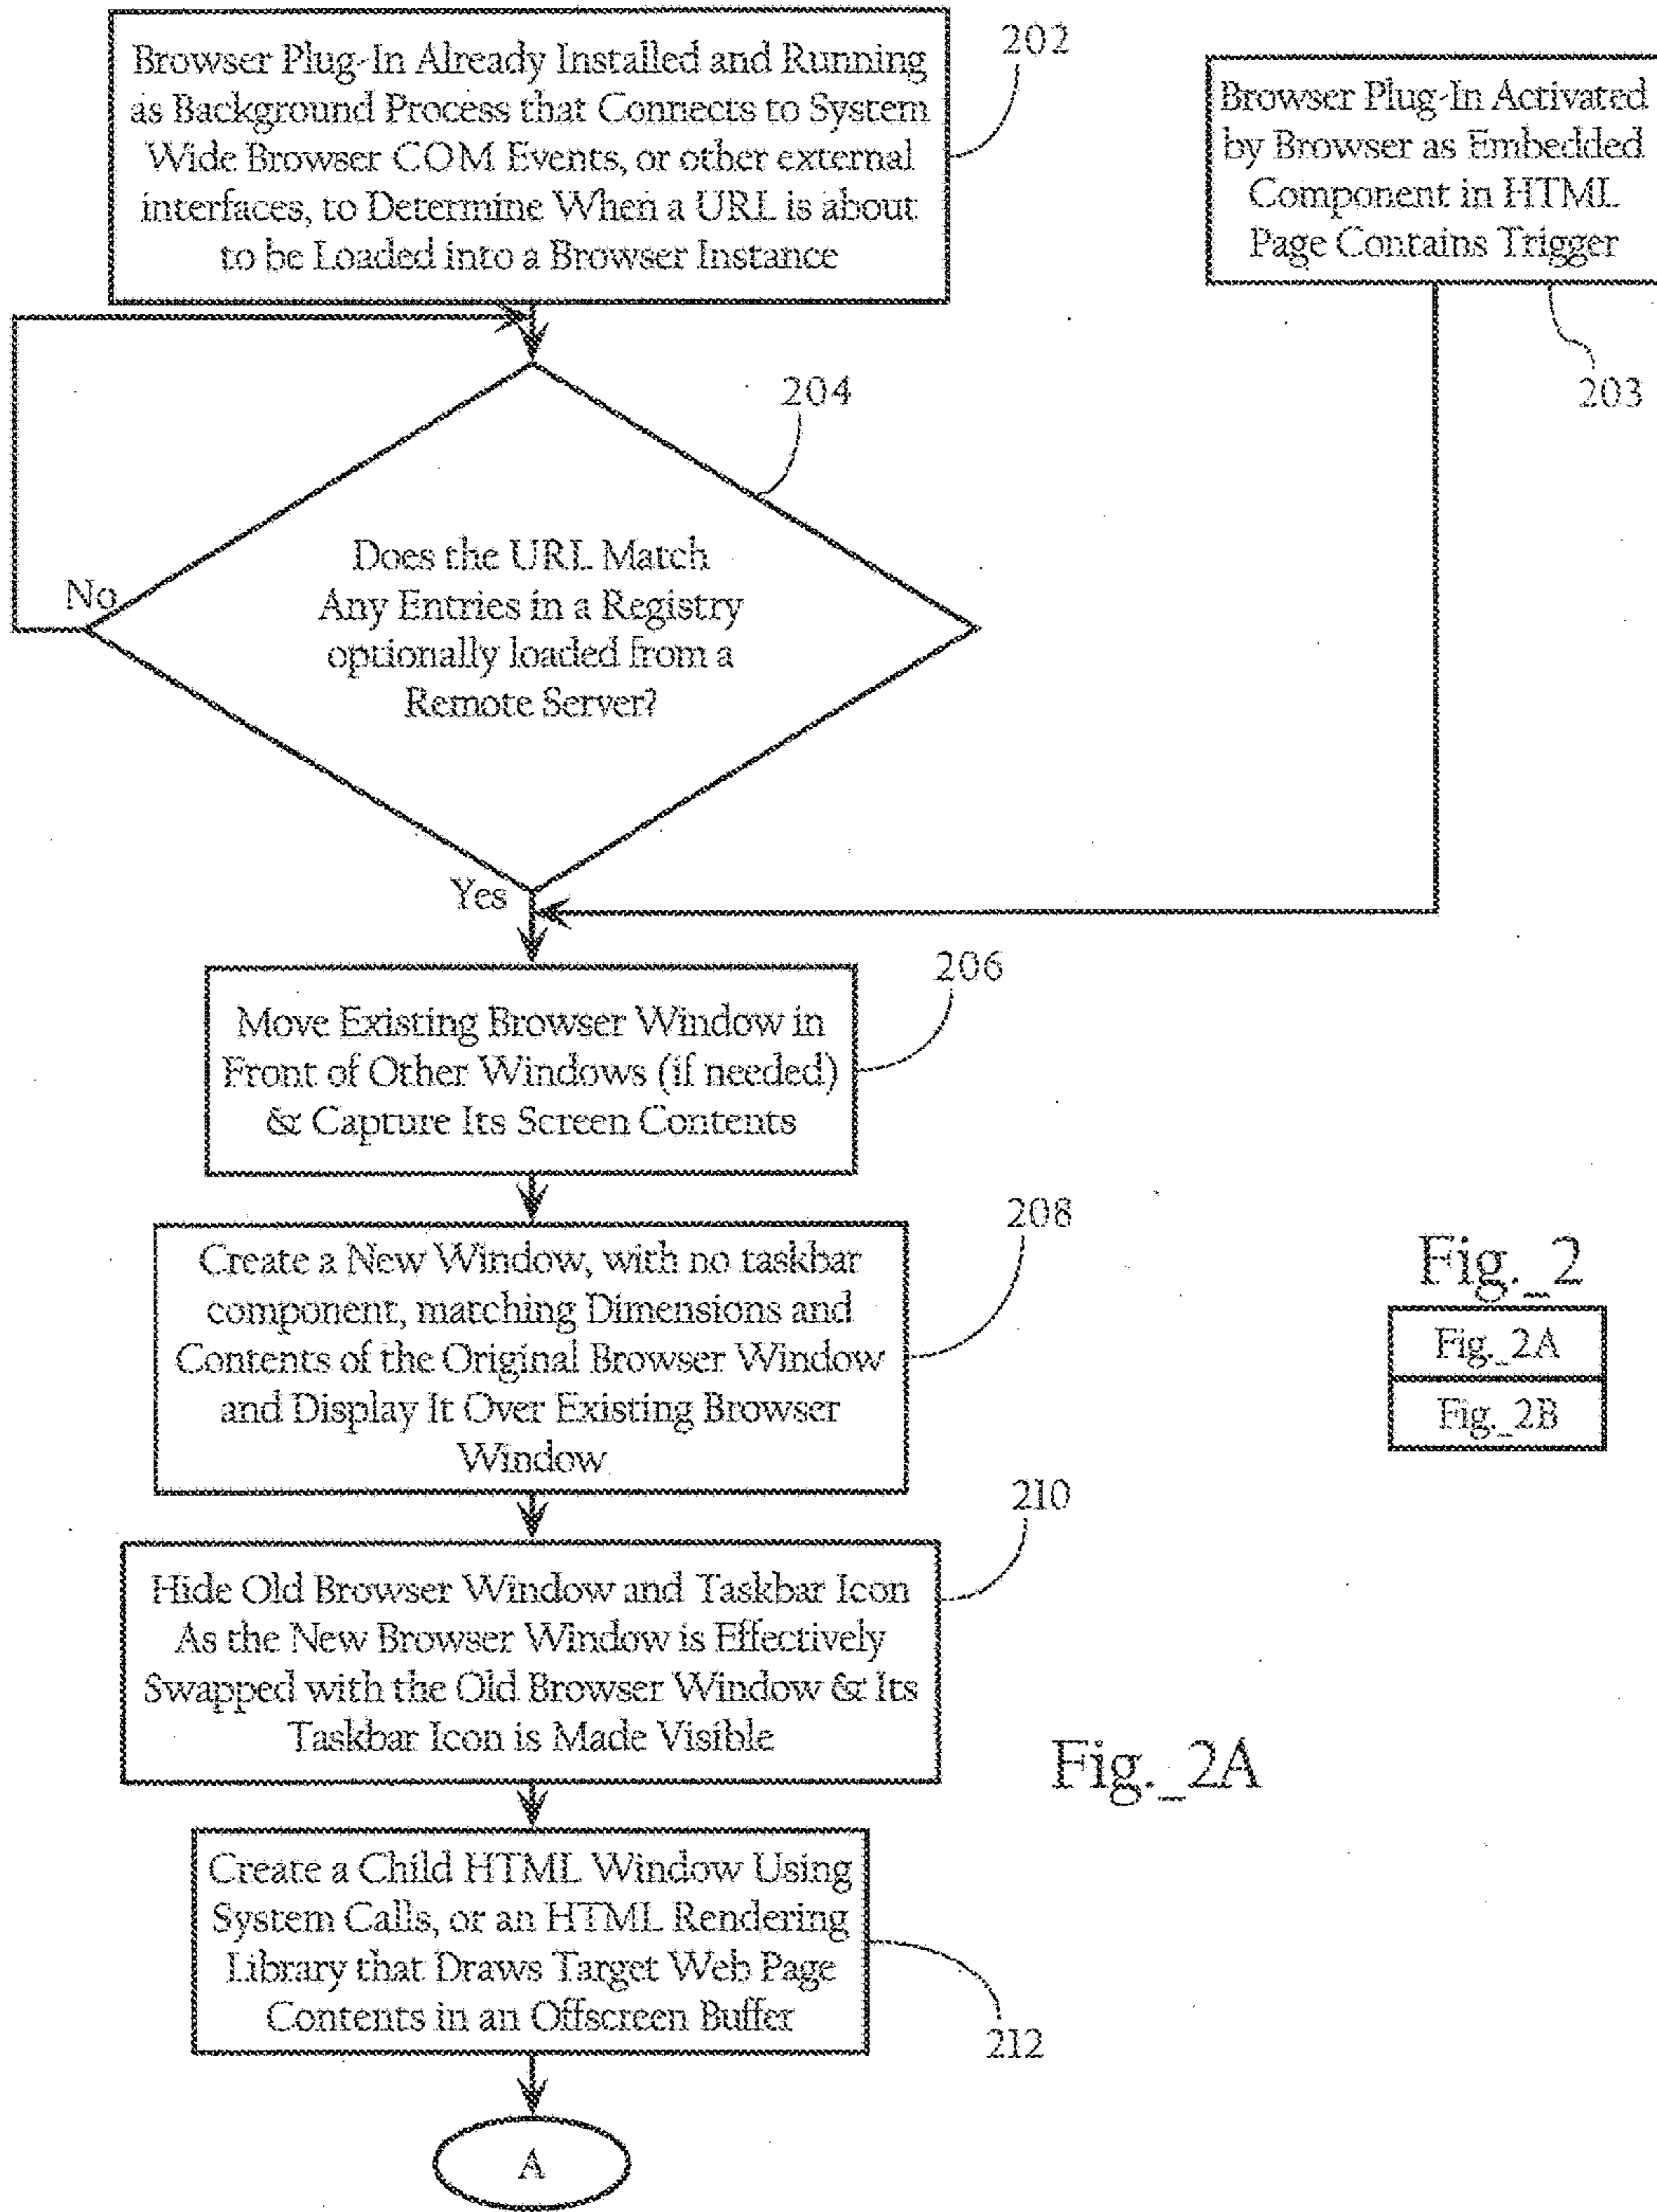 Browser Plug-In Already Installed and Running
as Background Process that Connects to System
Wide Browser COM Events, or other external
interfaces, to Determine When a URL is about
to be Loaded into a Browser Instance
202
Browser Plug-In Activated
by Browser as Embedded
Component in HTML
Page Contains Trigger
203
204
Does the URL Match
Any Entries in a Registry
optionally loaded from a
Remote Server?
No
Yes
206
Move Existing Browser Window in
Front of Other Windows (if needed)
& Capture Its Screen Contents
208
Create a New Window, with no taskbar
component, matching Dimensions and
Contents of the Original Browser Window
and Display It Over Existing Browser
Window
Fig._2
Fig._2A
Fig._2B
210
Hide Old Browser Window and Taskbar Icon
As the New Browser Window is Effectively
Swapped with the Old Browser Window & Its
Taskbar Icon is Made Visible
Fig._2A
Create a Child HTML Window Using
System Calls, or an HTML Rendering
Library that Draws Target Web Page
Contents in an Offscreen Buffer
212
A